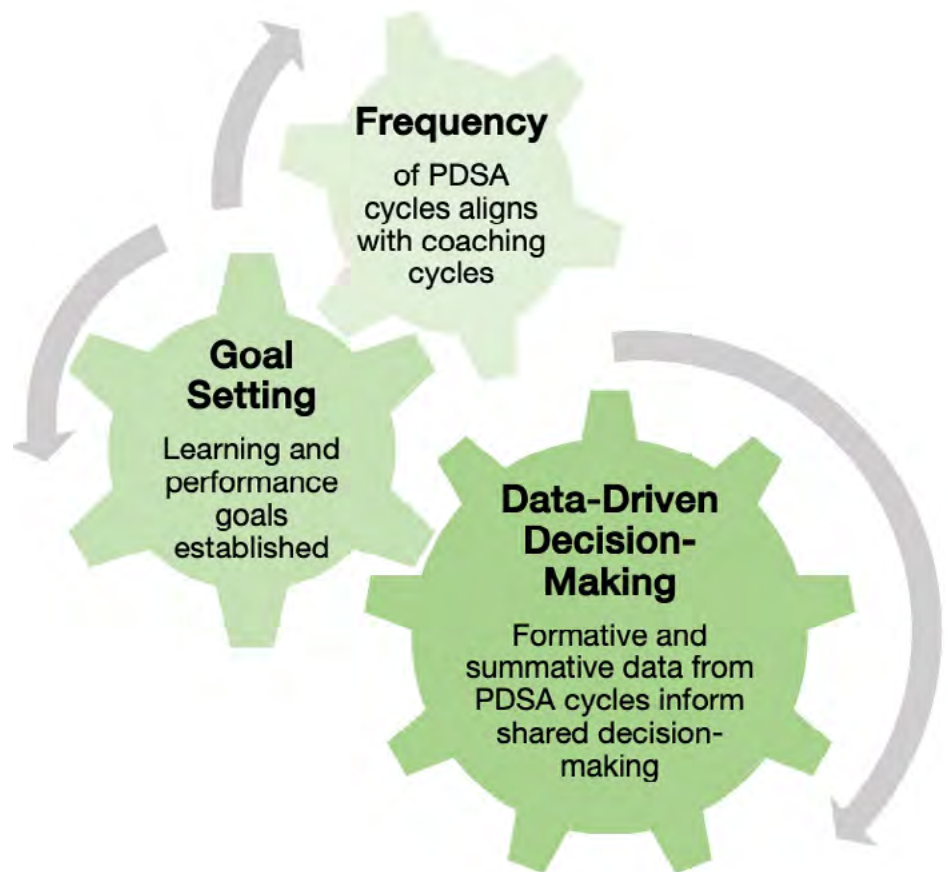 Frequency
of PDSA
cycles aligns
with coaching
cycles
Goal
Setting
Learning and
performance
goals
established
Data-Driven
Decision-
Making
Formative and
summative data from
PDSA cycles inform
shared decision-
making